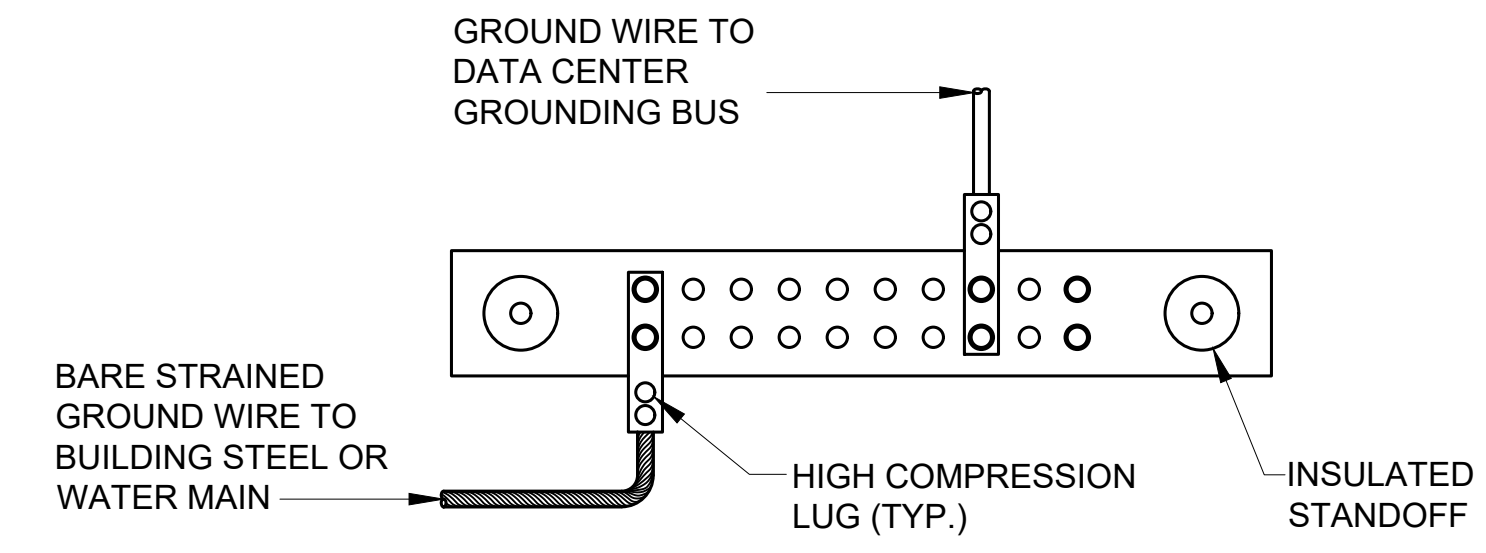 GROUND WIRE TO
DATA CENTER
GROUNDING BUS
BARE STRAINED
GROUND WIRE TO
BUILDING STEEL OR
WATER MAIN
HIGH COMPRESSION
LUG (TYP.)
INSULATED
STANDOFF